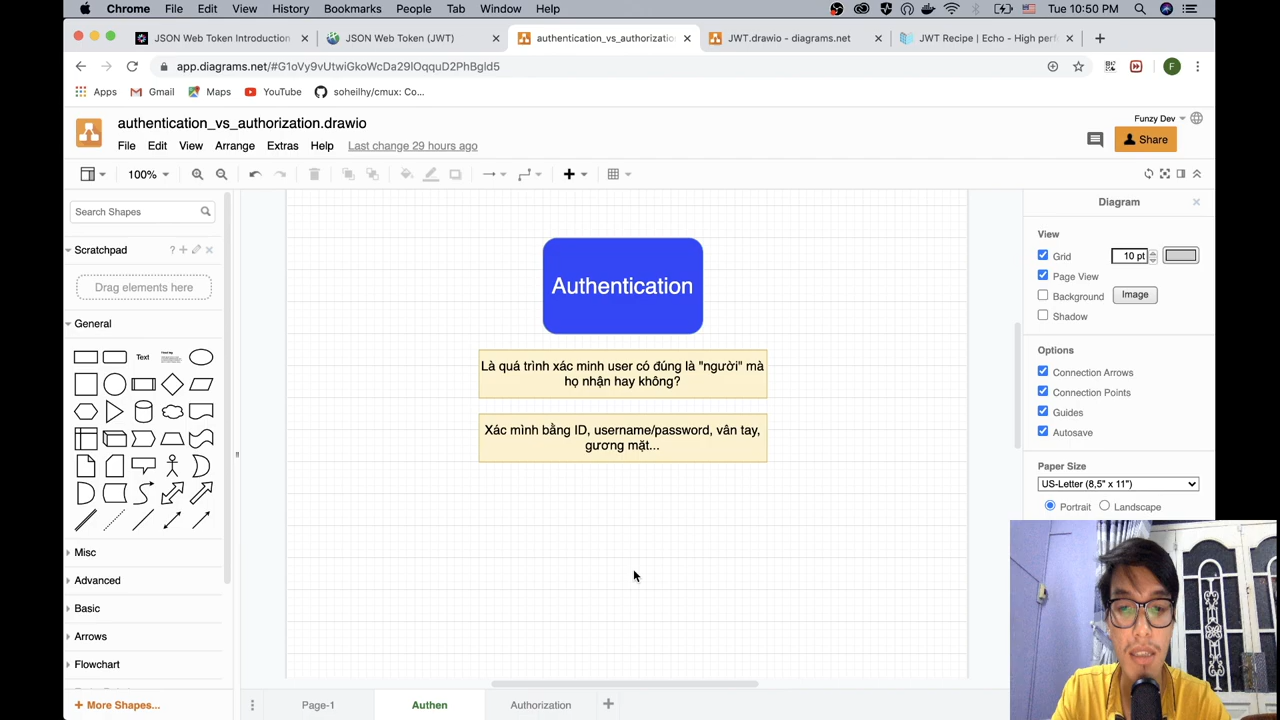 Chrome File Edit View History Bookmarks People Tab Window Help Tue 10:50 PM
JSON Web Token Introduction
JSON Web Token (JWT)
authentication_vs_authorizatio
JWT.drawio - diagrams.net
JWT Recipe | Echo - High perf
app.diagrams.net/#G1oVy9vUtwiGkoWcDa29lOqquD2PhBgld5
F
Apps Gmail Maps YouTube soheilhy/cmux: Co...
authentication_vs_authorization.drawio
Funzy Dev
File Edit View Arrange Extras Help Last change 29 hours ago
Share
100%
Search Shapes
Scratchpad
?
Drag elements here
General
Text
Misc
Advanced
Basic
Arrows
Flowchart
+ More Shapes...
Authentication
Là quá trình xác minh user có đúng là "người" mà
họ nhận hay không?
Xác mình bằng ID, username/password, vân tay,
gương mặt...
Diagram
View
Grid 10 pt
Page View
Background Image
Shadow
Options
Connection Arrows
Connection Points
Guides
Autosave
Paper Size
US-Letter (8,5" x 11")
Portrait Landscape
Page-1 Authen Authorization